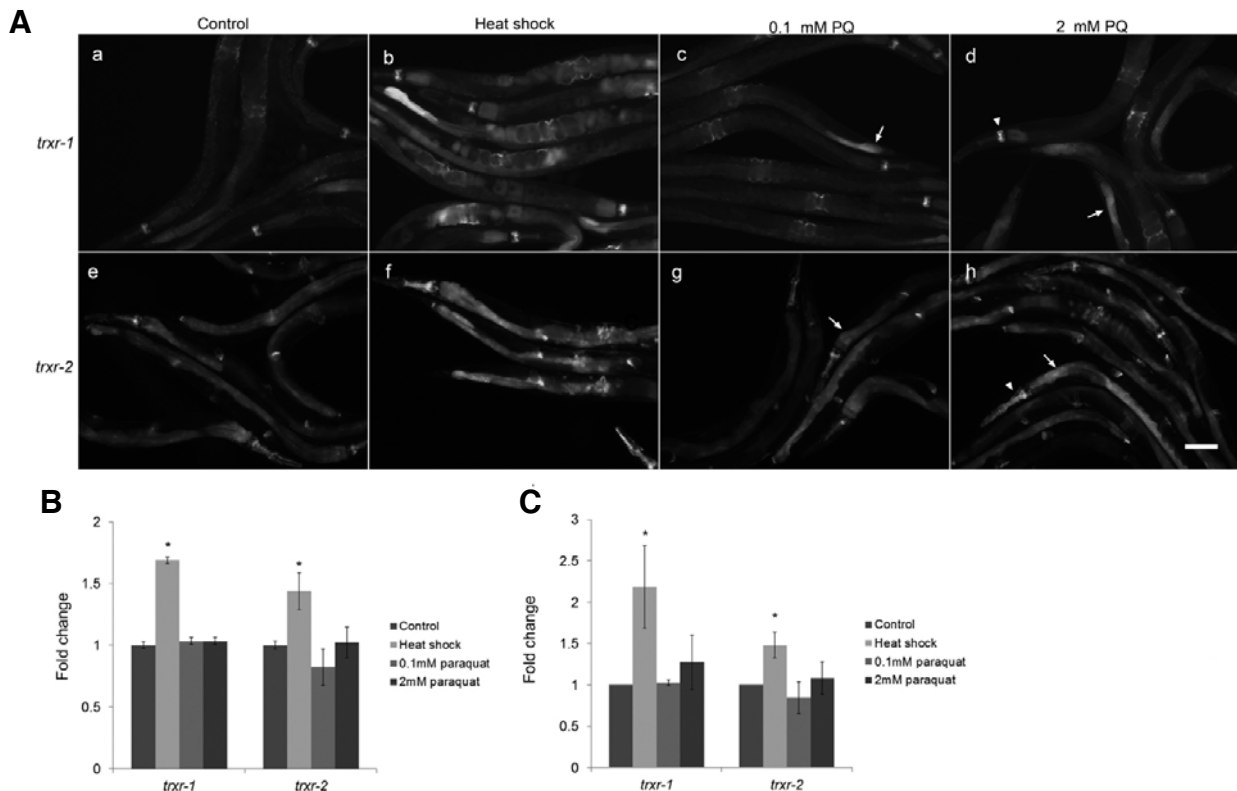 A
Control
Heat shock
0.1 mM PQ
2 mM PQ
trxr-1
a
b
c
d
trxr-2
e
f
g
h
B
Fold change
2
1.5
1
0.5
0
*
*
trxr-1
trxr-2
Control
Heat shock
0.1mM paraquat
2mM paraquat
C
Fold change
3
2.5
2
1.5
1
0.5
0
*
*
trxr-1
trxr-2
Control
Heat shock
0.1mM paraquat
2mM paraquat